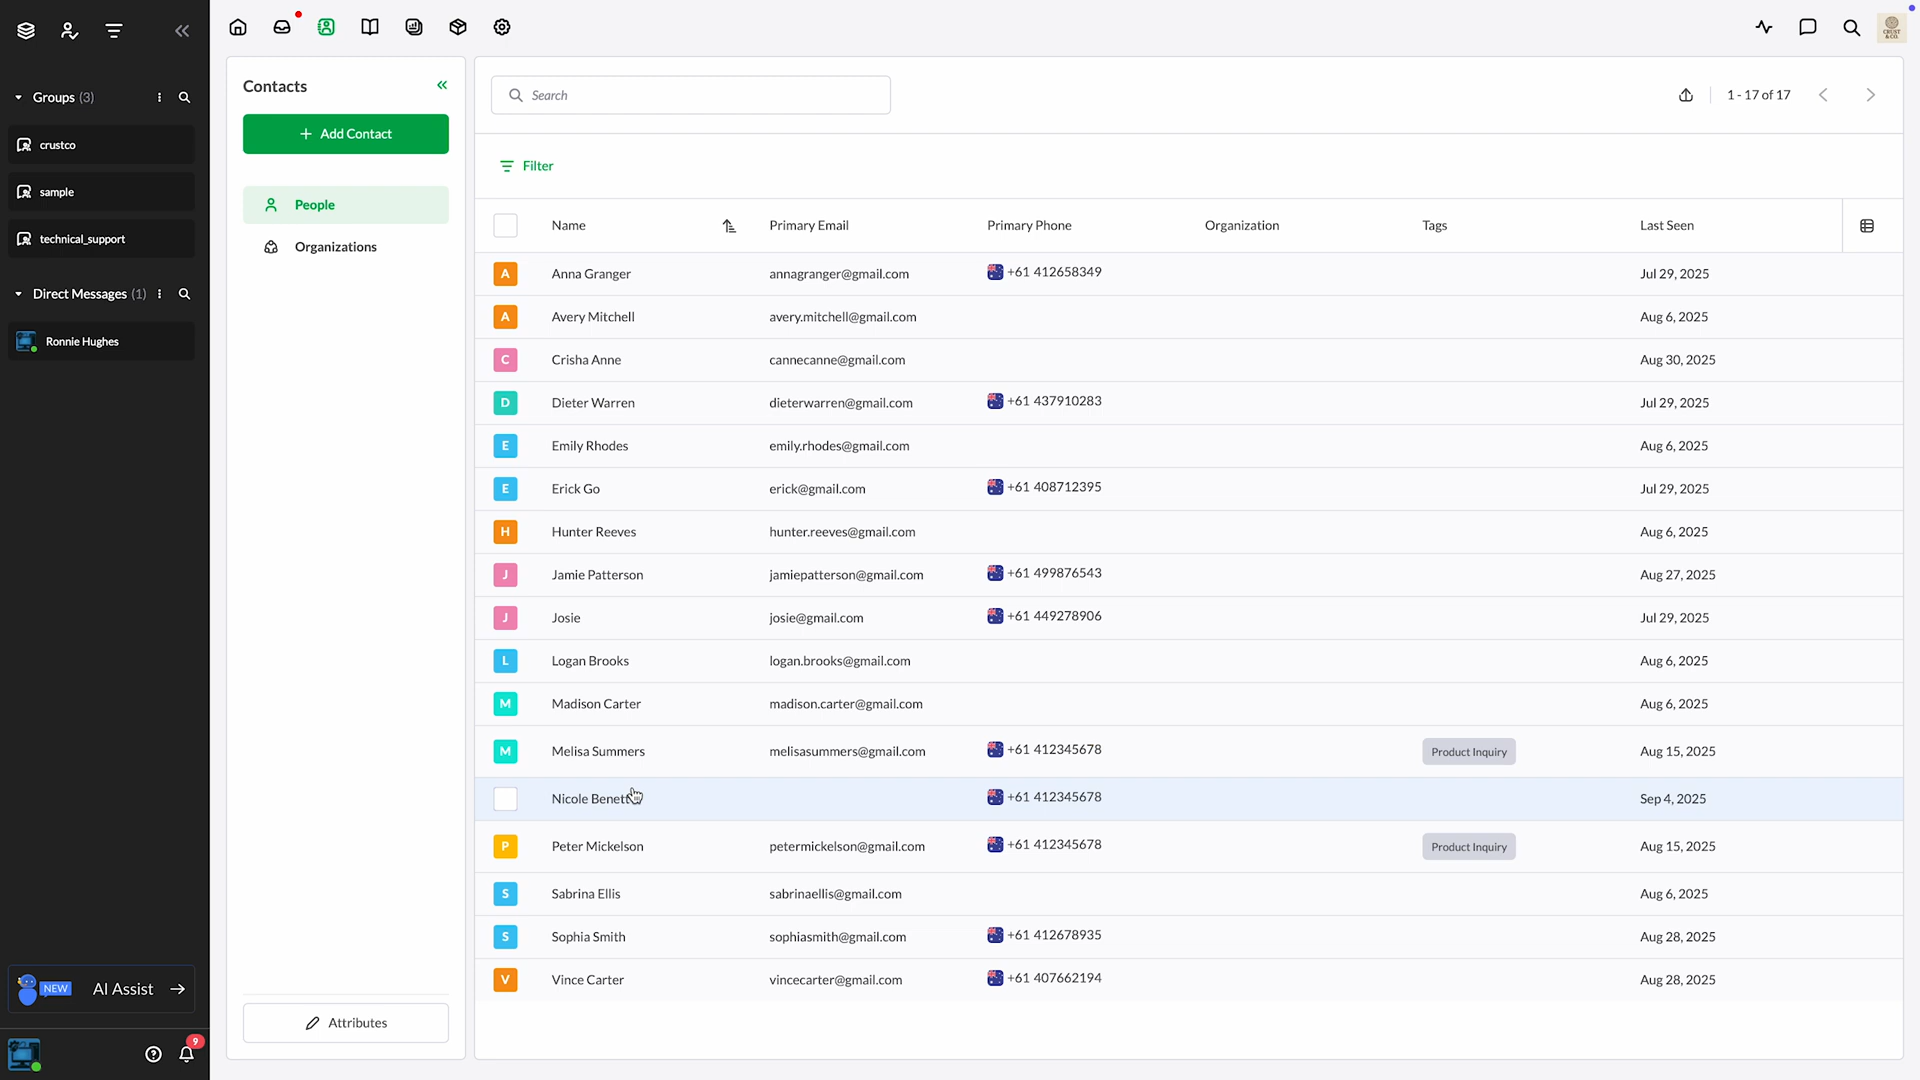 Groups (3)
crustco
sample
technical_support
Direct Messages (1)
Ronnie Hughes
NEW AI Assist
9
Contacts
+ Add Contact
People
Organizations
Attributes
Search
1 - 17 of 17
CRUST
& CO.
Filter
Name Primary Email Primary Phone Organization Tags Last Seen
A Anna Granger annagranger@gmail.com +61 412658349 Jul 29, 2025
A Avery Mitchell avery.mitchell@gmail.com Aug 6, 2025
C Crisha Anne cannecanne@gmail.com Aug 30, 2025
D Dieter Warren dieterwarren@gmail.com +61 437910283 Jul 29, 2025
E Emily Rhodes emily.rhodes@gmail.com Aug 6, 2025
E Erick Go erick@gmail.com +61 408712395 Jul 29, 2025
H Hunter Reeves hunter.reeves@gmail.com Aug 6, 2025
J Jamie Patterson jamiepatterson@gmail.com +61 499876543 Aug 27, 2025
J Josie josie@gmail.com +61 449278906 Jul 29, 2025
L Logan Brooks logan.brooks@gmail.com Aug 6, 2025
M Madison Carter madison.carter@gmail.com Aug 6, 2025
M Melisa Summers melisasummers@gmail.com +61 412345678 Product Inquiry Aug 15, 2025
Nicole +61 412345678 Sep 4, 2025
P Peter Mickelson petermickelson@gmail.com +61 412345678 Product Inquiry Aug 15, 2025
S Sabrina Ellis sabrinaellis@gmail.com Aug 6, 2025
S Sophia Smith sophiasmith@gmail.com +61 412678935 Aug 28, 2025
V Vince Carter vincecarter@gmail.com +61 407662194 Aug 28, 2025